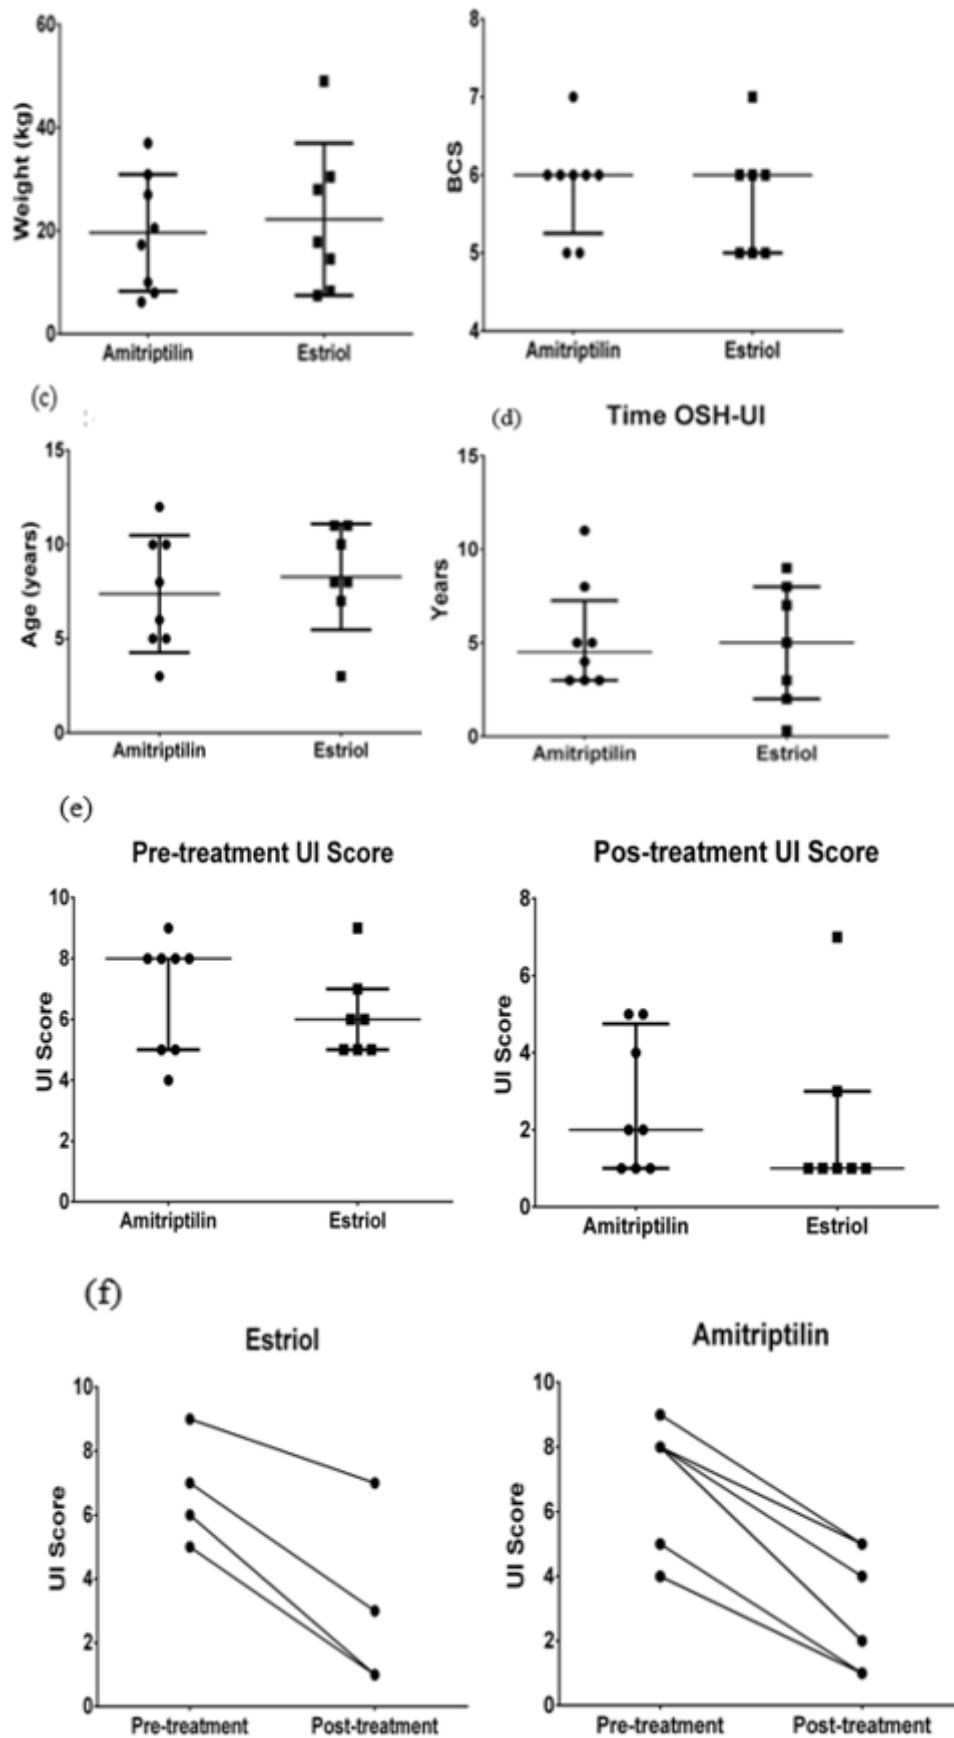 60
40
20
0
Weight (kg)
Amitriptilin
Estriol
8
7
6
5
4
BCS
Amitriptilin
Estriol
(c)
15
10
5
0
Age (years)
Amitriptilin
Estriol
(d)
Time OSH-UI
15
10
5
0
Years
Amitriptilin
Estriol
(e)
Pre-treatment UI Score
10
8
6
4
2
0
UI Score
Amitriptilin
Estriol
Pos-treatment UI Score
8
6
4
2
0
UI Score
Amitriptilin
Estriol
(f)
Estriol
10
8
6
4
2
0
UI Score
Pre-treatment
Post-treatment
Amitriptilin
10
8
6
4
2
0
UI Score
Pre-treatment
Post-treatment